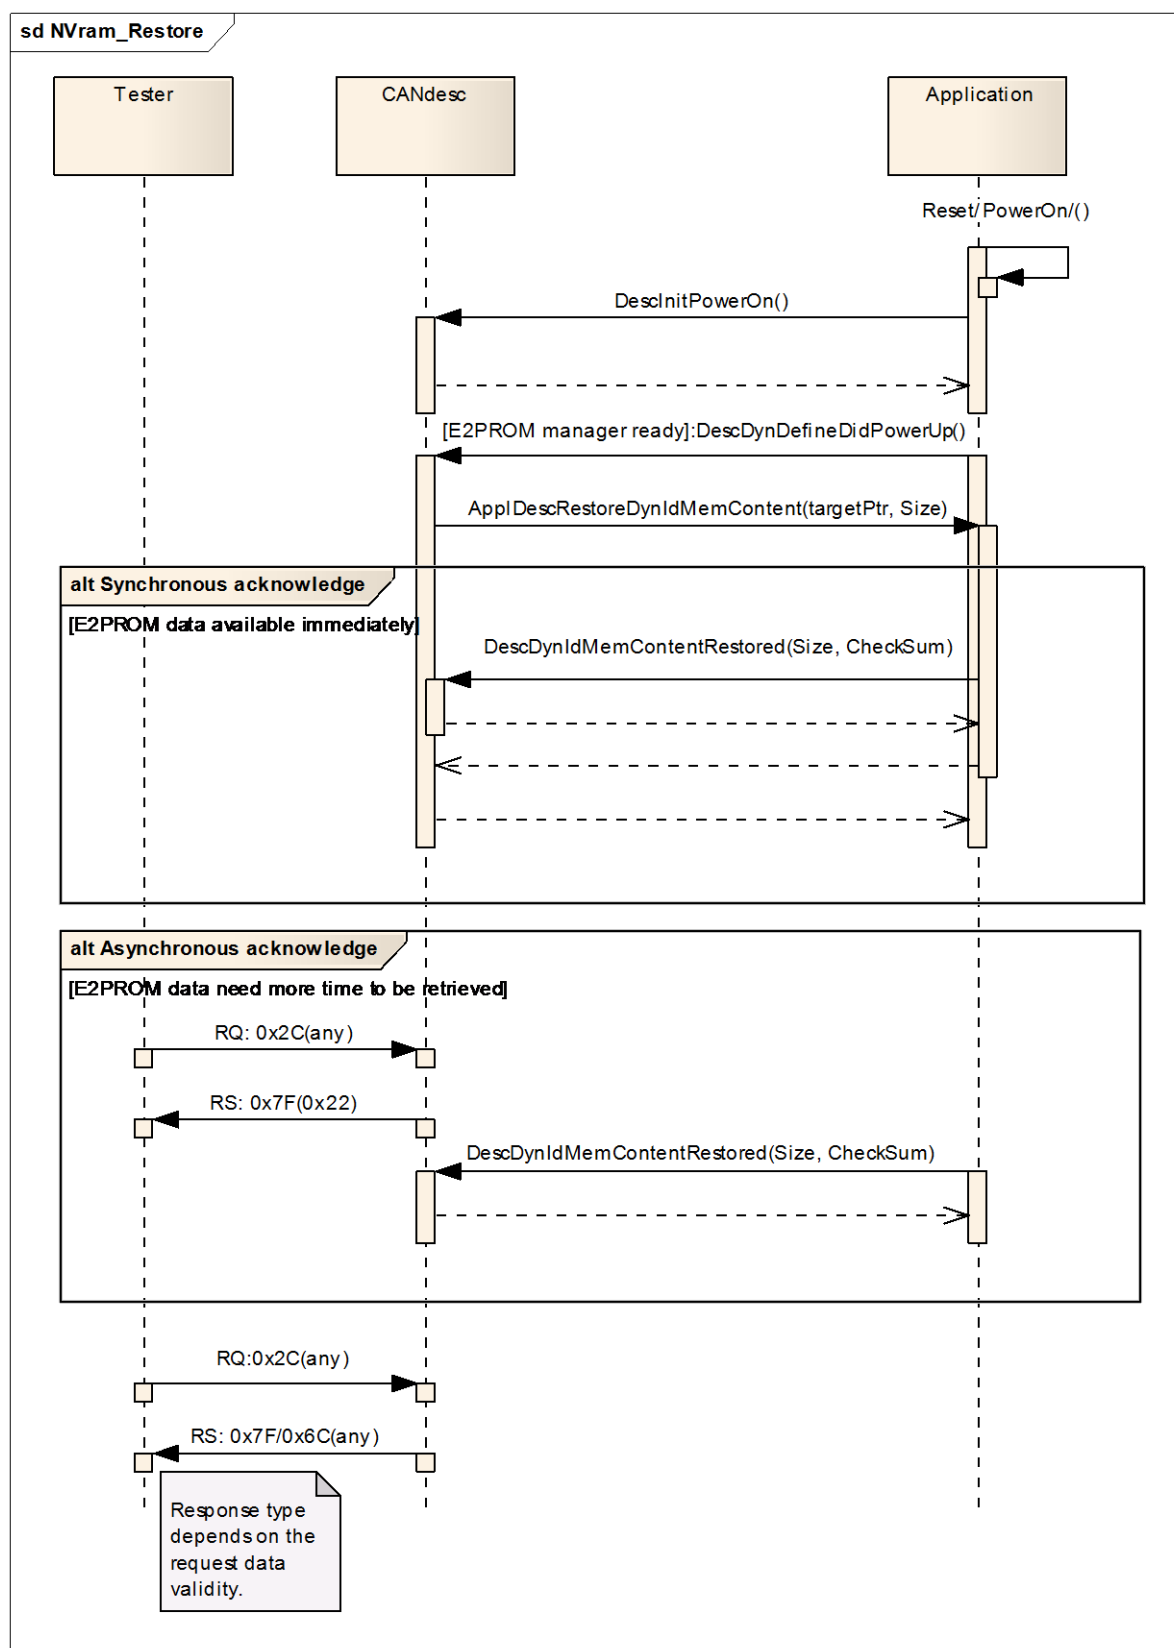 sd NVram_Restore
Tester
CANdesc
Application
Reset/PowerOn/()
DescInitPowerOn()
[E2PROM manager ready]:DescDynDefineDidPowerUp()
ApplDescRestoreDynIdMemContent(targetPtr, Size)
alt Synchronous acknowledge
[E2PROM data available immediately]
DescDynIdMemContentRestored(Size, CheckSum)
alt Asynchronous acknowledge
[E2PROM data need more time to be retrieved]
RQ: 0x2C(any)
RS: 0x7F(0x22)
DescDynIdMemContentRestored(Size, CheckSum)
RQ:0x2C(any)
RS: 0x7F/0x6C(any)
Response type
depends on the
request data
validity.